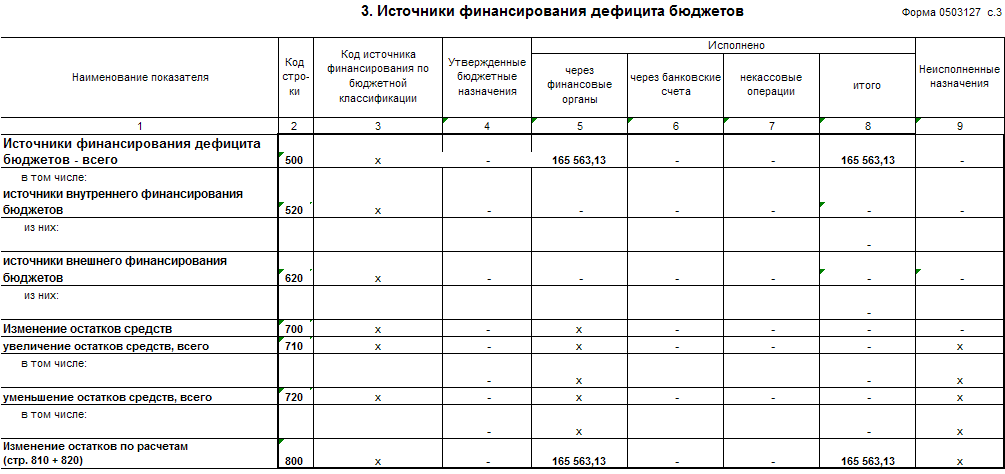 3. Источники финансирования дефицита бюджетов
Форма 0503127 с.3
Наименование показателя
Код
стро-
ки
Код источника
финансирования по
бюджетной
классификации
Утвержденные
бюджетные
назначения
Исполнено
через
финансовые
органы
через банковские
счета
некассовые
операции
итого
Неисполненные
назначения
1 2 3 4 5 6 7 8 9
Источники финансирования дефицита
бюджетов - всего 500 x - 165 563,13 - - 165 563,13 -
в том числе:
источники внутреннего финансирования
бюджетов 520 x - - - - - -
из них:
-
источники внешнего финансирования
бюджетов 620 x - - - - - -
из них:
-
Изменение остатков средств 700 x - x - - - -
увеличение остатков средств, всего 710 x - x - - - x
в том числе:
- x - x
уменьшение остатков средств, всего 720 x - x - - - x
в том числе:
- x - x
Изменение остатков по расчетам
(стр. 810 + 820) 800 x - 165 563,13 - - 165 563,13 x